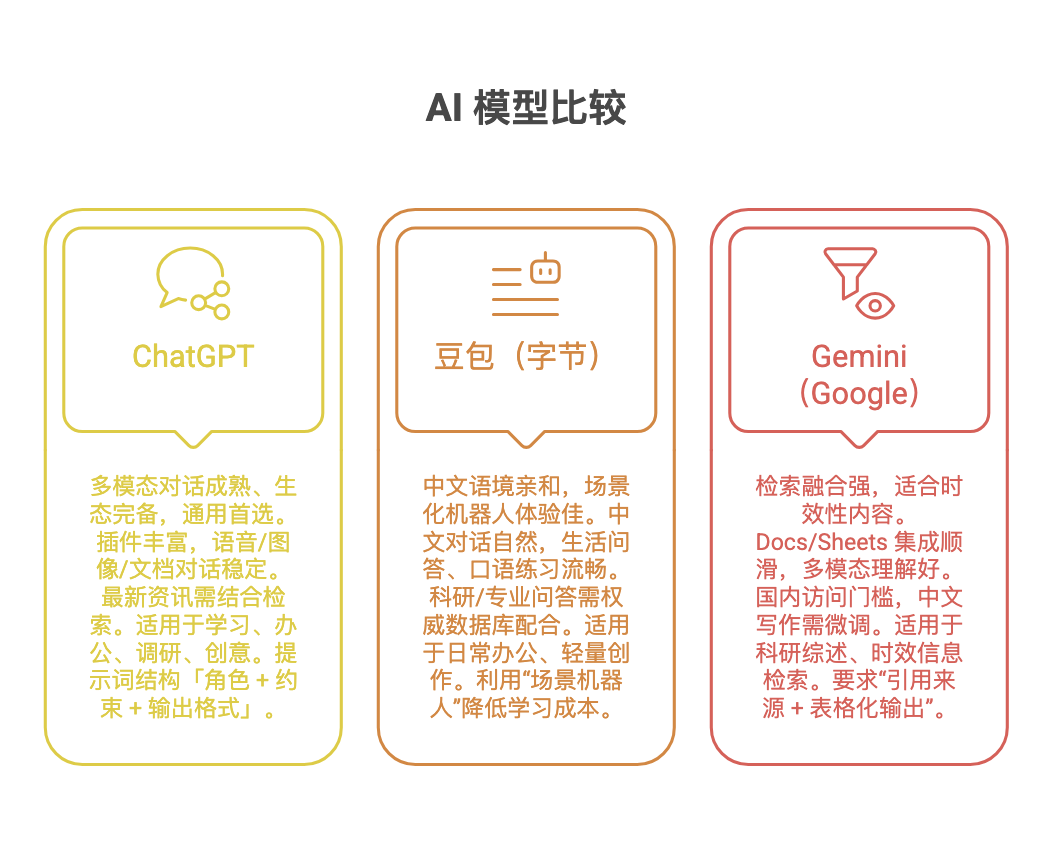 AI 模型比较
ChatGPT
多模态对话成熟、生
态完备，通用首选。
插件丰富，语音/图
像/文档对话稳定。
最新资讯需结合检
索。适用于学习、办
公、调研、创意。提
示词结构「角色 + 约
束 + 输出格式」。
豆包（字节）
中文语境亲和，场景
化机器人体验佳。中
文对话自然，生活问
答、口语练习流畅。
科研/专业问答需权
威数据库配合。适用
于日常办公、轻量创
作。利用“场景机器
人”降低学习成本。
Gemini
（Google）
检索融合强，适合时
效性内容。
Docs/Sheets 集成顺
滑，多模态理解好。
国内访问门槛，中文
写作需微调。适用于
科研综述、时效信息
检索。要求“引用来
源 + 表格化输出”。